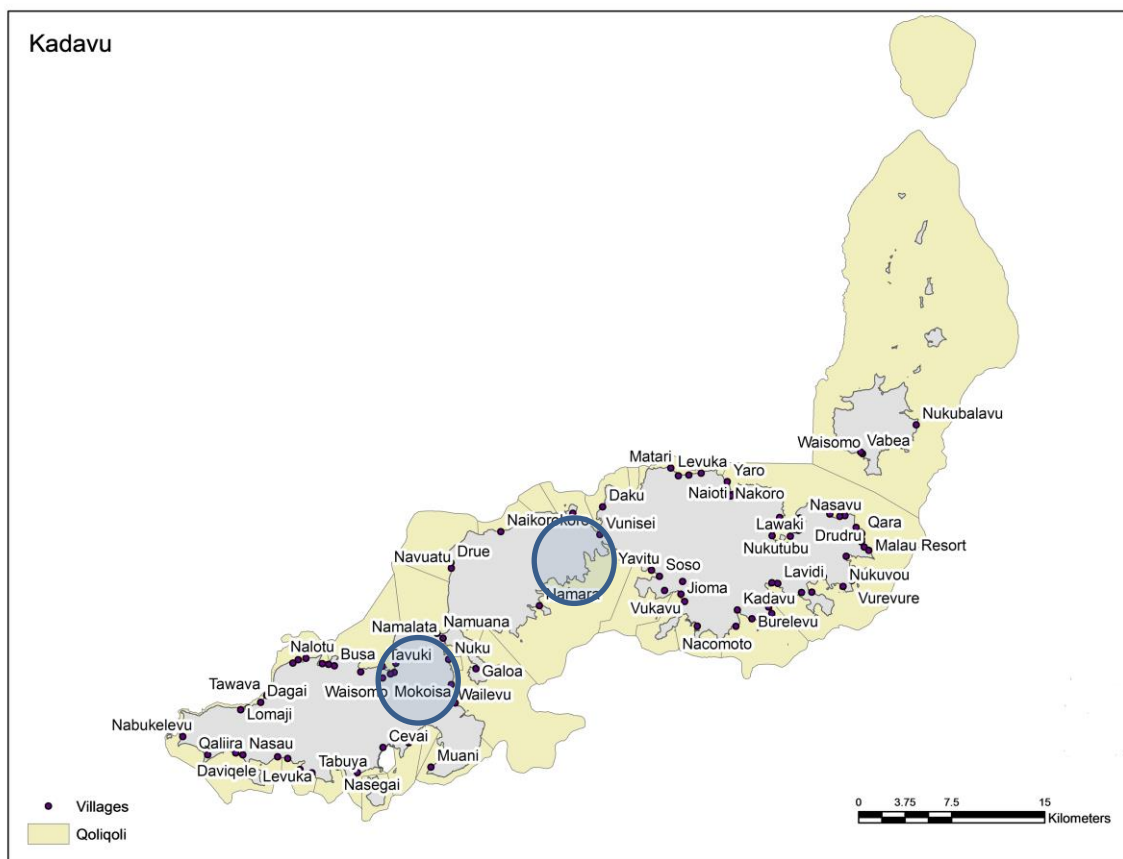 Kadavu
Nukubalavu
Waisomo
Vabea
Matari
Levuka
Yaro
Daku
Naioti
Nakoro
Nasavu
Naikorokoro
Vunisei
Lawaki
Qara
Drudru
Nukutubu
Malau Resort
Navuatu
Drue
Yavitu
Soso
Lavidi
Nukuvou
Jioma
Kadavu
Vurevure
Namara
Vukavu
Burelevu
Namalata
Namuana
Nacomoto
Nalotu
Busa
Tavuki
Nuku
Galoa
Tawava
Dagai
Waisomo
Mokoisa
Wailevu
Lomaji
Nabukelevu
Qaliira
Nasau
Cevai
Muani
Daviqele
Levuka
Tabuya
Nasegai
Villages
Qoliqoli
0 3.75 7.5 15
Kilometers